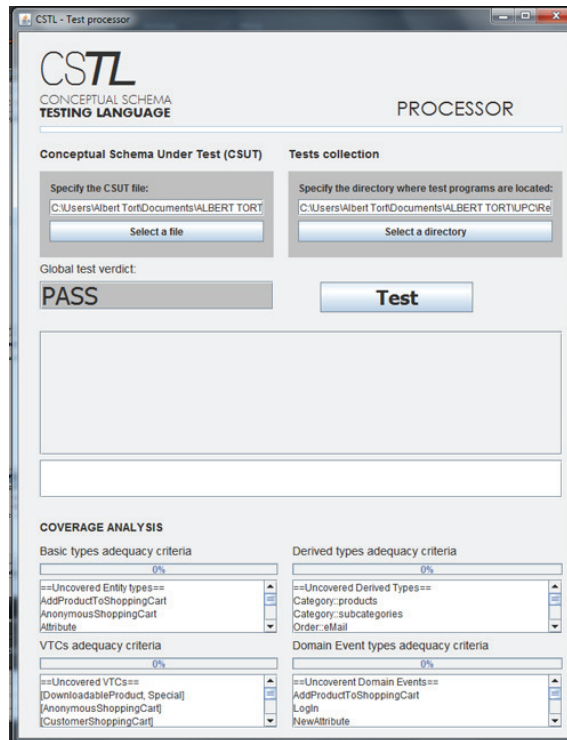 CSTL - Test processor
CSTL
CONCEPTUAL SCHEMA
TESTING LANGUAGE
PROCESSOR
Conceptual Schema Under Test (CSUT)
Tests collection
Specify the CSUT file:
C:\Users\Albert Tort\Documents\ALBERT TORT
Select a file
Specify the directory where test programs are located:
C:\Users\Albert Tort\Documents\ALBERT TORT\UPC\Re
Select a directory
Global test verdict:
PASS
Test
COVERAGE ANALYSIS
Basic types adequacy criteria
0%
==Uncovered Entity types==
AddProductToShoppingCart
AnonymousShoppingCart
Attribute
Derived types adequacy criteria
0%
==Uncovered Derived Types==
Category::products
Category::subcategories
Order::eMail
VTCs adequacy criteria
0%
==Uncovered VTCs==
[DownloadableProduct, Special]
[AnonymousShoppingCart]
[CustomerShoppingCart]
Domain Event types adequacy criteria
0%
==Uncoverent Domain Events==
AddProductToShoppingCart
LogIn
NewAttribute